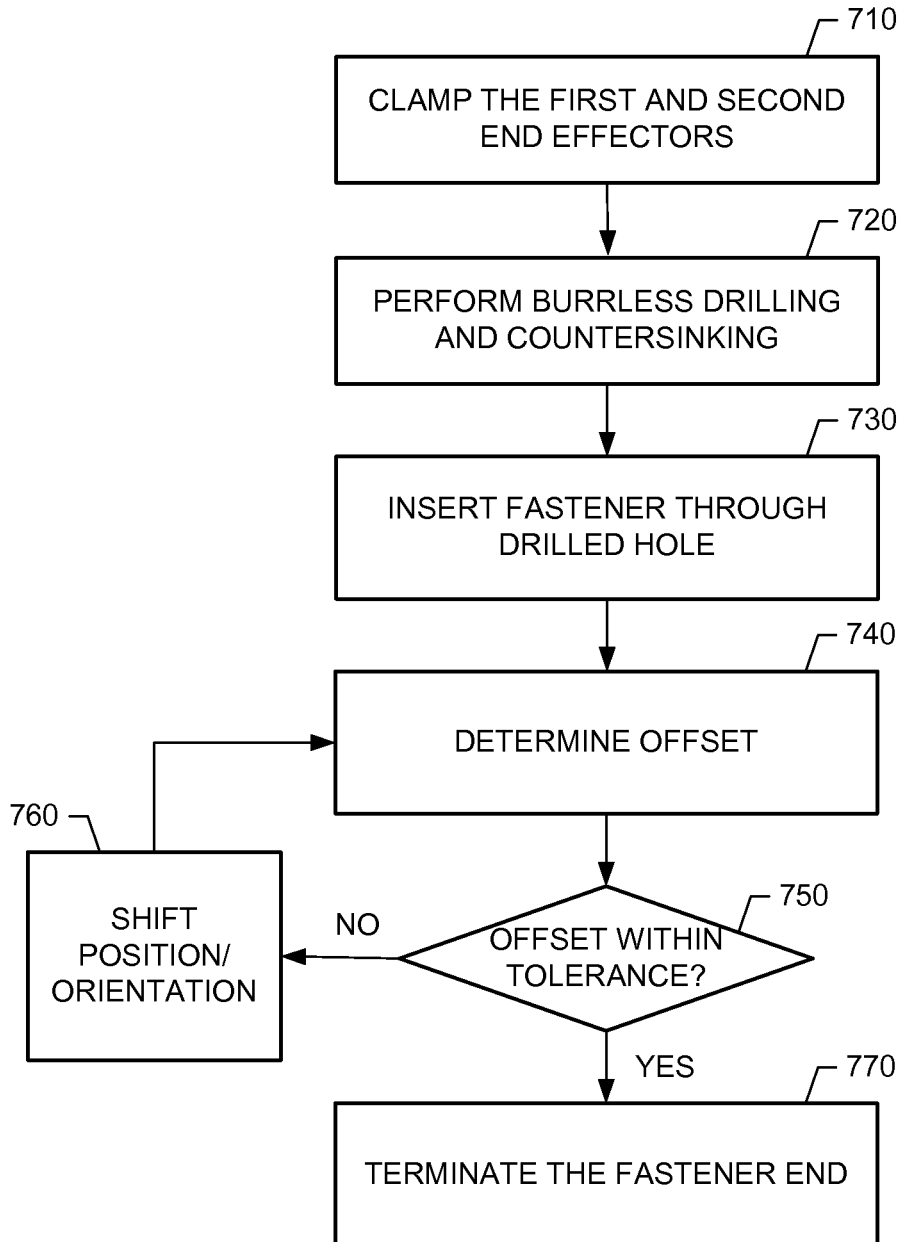 710
CLAMP THE FIRST AND SECOND
END EFFECTORS
720
PERFORM BURRLESS DRILLING
AND COUNTERSINKING
730
INSERT FASTENER THROUGH
DRILLED HOLE
740
DETERMINE OFFSET
760
SHIFT
POSITION/
ORIENTATION
NO
750
OFFSET WITHIN
TOLERANCE?
YES
770
TERMINATE THE FASTENER END